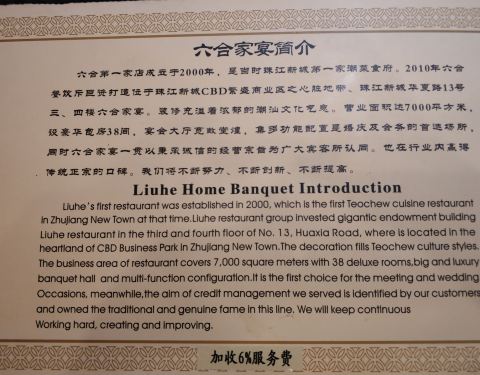 六合家宴简介
六合第一家店成立于2000年，是当时珠江新城第一家潮菜食府。2010年六合
餐饮斥巨资打造位于珠江新城CBD繁盛商业区之心脏地带、珠江新城华夏路13号
三、四楼六合家宴。装修充溢着浓郁的潮汕文化气息。营业面积达7000平方米，
设豪华包房38间，宴会大厅宽敞堂煌，集多功能配置是婚庆及会务的首选场所，
同时六合家宴一贯以秉承诚信的经营宗旨为广大宾客所认同。也在行业内赢得
传统正宗的口碑。我们将不断努力、不断创新、不断提高。
Liuhe Home Banquet Introduction
Liuhe's first restaurant was established in 2000, which is the first Teochew cuisine restaurant
in Zhujiang New Town at that time.Liuhe restaurant group invested gigantic endowment building
Liuhe restaurant in the third and fourth floor of No. 13, Huaxia Road, where is located in the
heartland of CBD Business Park in Zhujiang New Town.The decoration fills Teochew culture styles.
The business area of restaurant covers 7,000 square meters with 38 deluxe rooms,big and luxury
banquet hall and multi-function configuration.It is the first choice for the meeting and wedding
Occasions, meanwhile,the aim of credit management we served is identified by our customers
and owned the traditional and genuine fame in this line. We will keep continuous
Working hard, creating and improving.
加收6%服务费